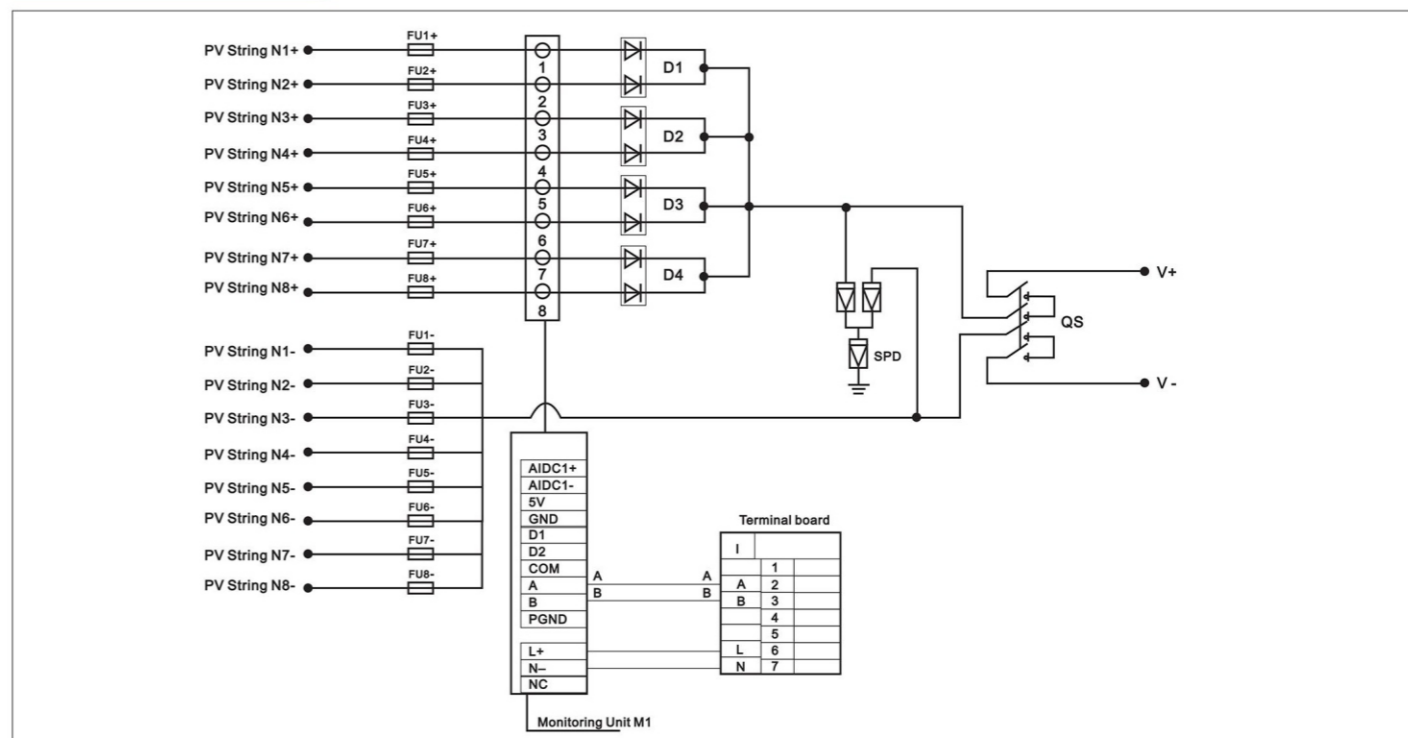 FU1+
PV String N1+
1
D1
FU2+
PV String N2+
2
FU3+
PV String N3+
3
D2
FU4+
PV String N4+
4
FU5+
PV String N5+
5
D3
FU6+
PV String N6+
6
FU7+
PV String N7+
7
D4
FU8+
PV String N8+
8
V+
QS
SPD
V -
FU1-
PV String N1-
FU2-
PV String N2-
FU3-
PV String N3-
FU4-
PV String N4-
FU5-
PV String N5-
FU6-
PV String N6-
FU7-
PV String N7-
FU8-
PV String N8-
AIDC1+
AIDC1-
5V
GND
D1
D2
COM
A
B
PGND
L+
N–
NC
A
B
A
B
Terminal board
I
1
A 2
B 3
4
5
L 6
N 7
Monitoring Unit M1